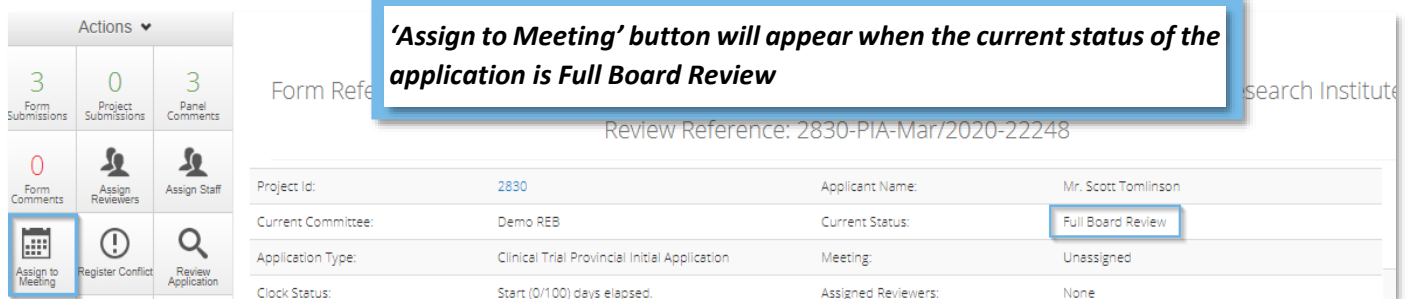 Actions
‘Assign to Meeting’ button will appear when the current status of the
application is Full Board Review
3
Form
Submissions
0
Project
Submissions
3
Panel
Comments
Form Refe
search Institute
Review Reference: 2830-PIA-Mar/2020-22248
0
Form
Comments
Assign
Reviewers
Assign Staff
Project Id: 2830 Applicant Name: Mr. Scott Tomlinson
Current Committee: Demo REB Current Status: Full Board Review
Assign to
Meeting
Register Conflict
Review
Application
Application Type: Clinical Trial Provincial Initial Application Meeting: Unassigned
Clock Status: Start (0/100) days elapsed. Assigned Reviewers: None